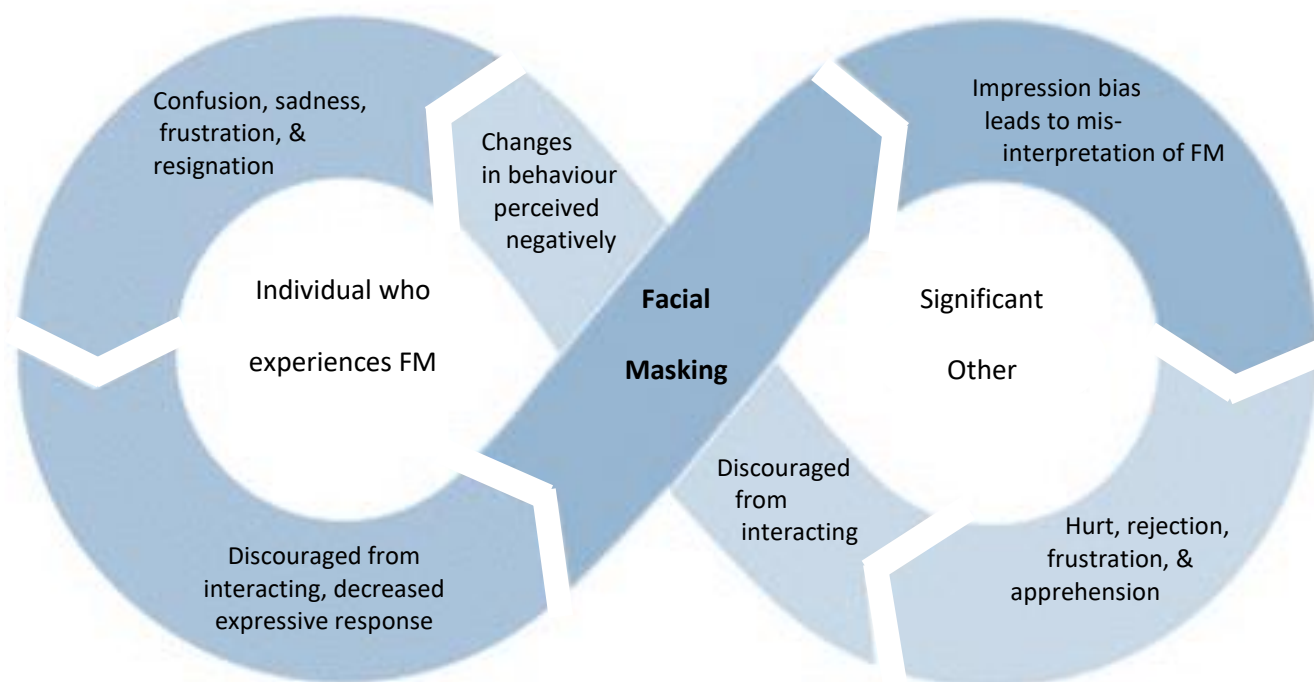 Confusion, sadness,
frustration, &
resignation
Changes
in behaviour
perceived
negatively
Impression bias
leads to mis-
interpretation of FM
Individual who
experiences FM
Facial
Masking
Significant
Other
Discouraged from
interacting, decreased
expressive response
Discouraged
from
interacting
Hurt, rejection,
frustration, &
apprehension